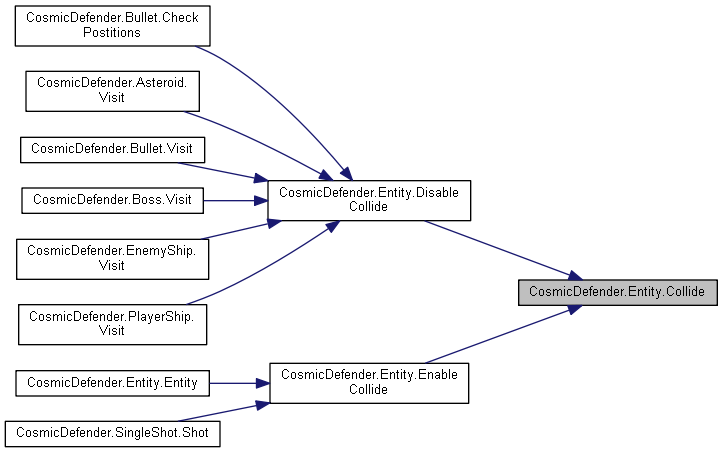 CosmicDefender.Bullet.Check
Postitions
CosmicDefender.Asteroid.
Visit
CosmicDefender.Bullet.Visit
CosmicDefender.Boss.Visit
CosmicDefender.EnemyShip.
Visit
CosmicDefender.PlayerShip.
Visit
CosmicDefender.Entity.Entity
CosmicDefender.SingleShot.Shot
CosmicDefender.Entity.Disable
Collide
CosmicDefender.Entity.Enable
Collide
CosmicDefender.Entity.Collide